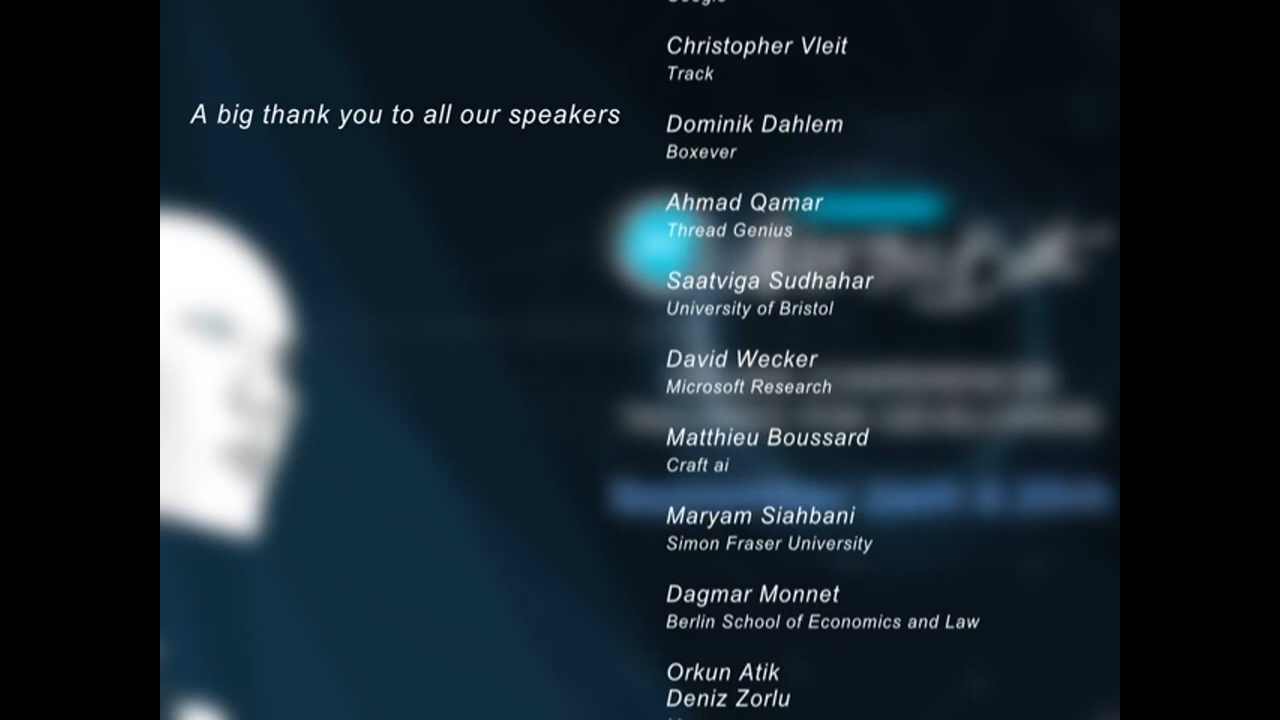 A big thank you to all our speakers
Christopher Vleit
Track
Dominik Dahlem
Boxever
Ahmad Qamar
Thread Genius
Saatviga Sudhahar
University of Bristol
David Wecker
Microsoft Research
Matthieu Boussard
Craft ai
Maryam Siahbani
Simon Fraser University
Dagmar Monnet
Berlin School of Economics and Law
Orkun Atik
Deniz Zorlu